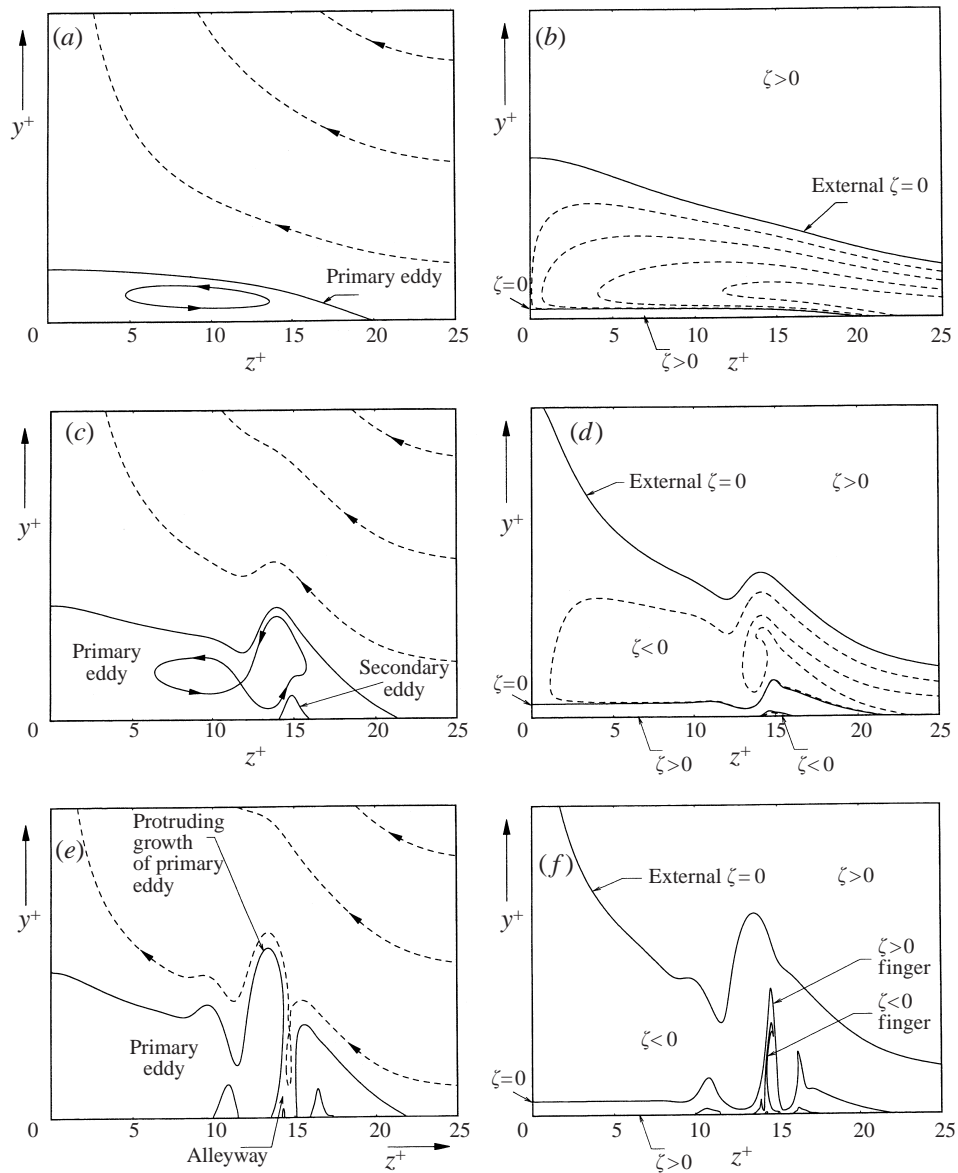 (a)
y⁺
Primary eddy
0 5 10 15 20 25
z⁺
(b)
ζ>0
y⁺
External ζ=0
ζ=0
0 5 10 15 20 25
ζ>0
z⁺
(c)
y⁺
Primary
eddy
Secondary
eddy
0 5 10 15 20 25
z⁺
(d)
External ζ=0
ζ>0
y⁺
ζ<0
ζ=0
0 5 10 15 20 25
ζ>0
z⁺
ζ<0
(e)
Protruding
growth
of primary
eddy
y⁺
Primary
eddy
0 5 10 15 20 25
Alleyway
z⁺
(f)
External ζ=0
ζ>0
y⁺
ζ>0
finger
ζ<0
finger
ζ<0
ζ=0
0 5 10 15 20 25
ζ>0
z⁺